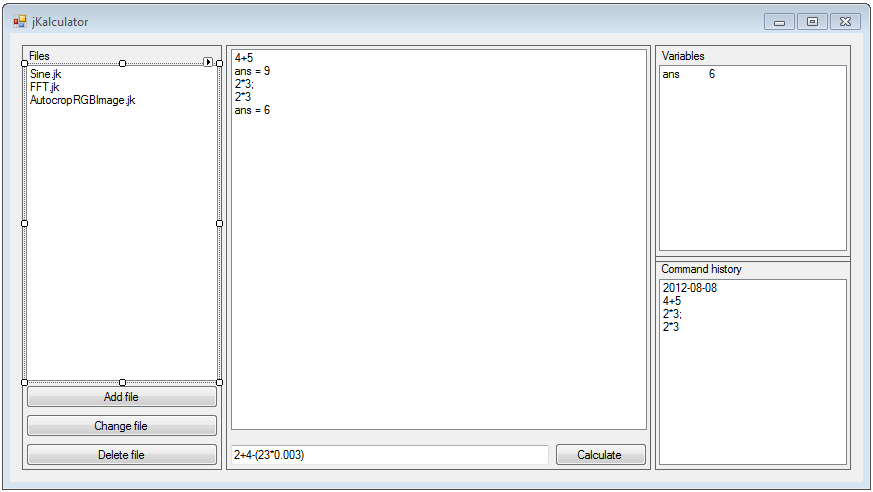 jKalculator
Files
Sine.jk
FFT.jk
AutocropRGBImage.jk
Add file
Change file
Delete file
4+5
ans = 9
2*3;
2*3
ans = 6
2+4-(23*0.003)
Calculate
Variables
ans 6
Command history
2012-08-08
4+5
2*3;
2*3